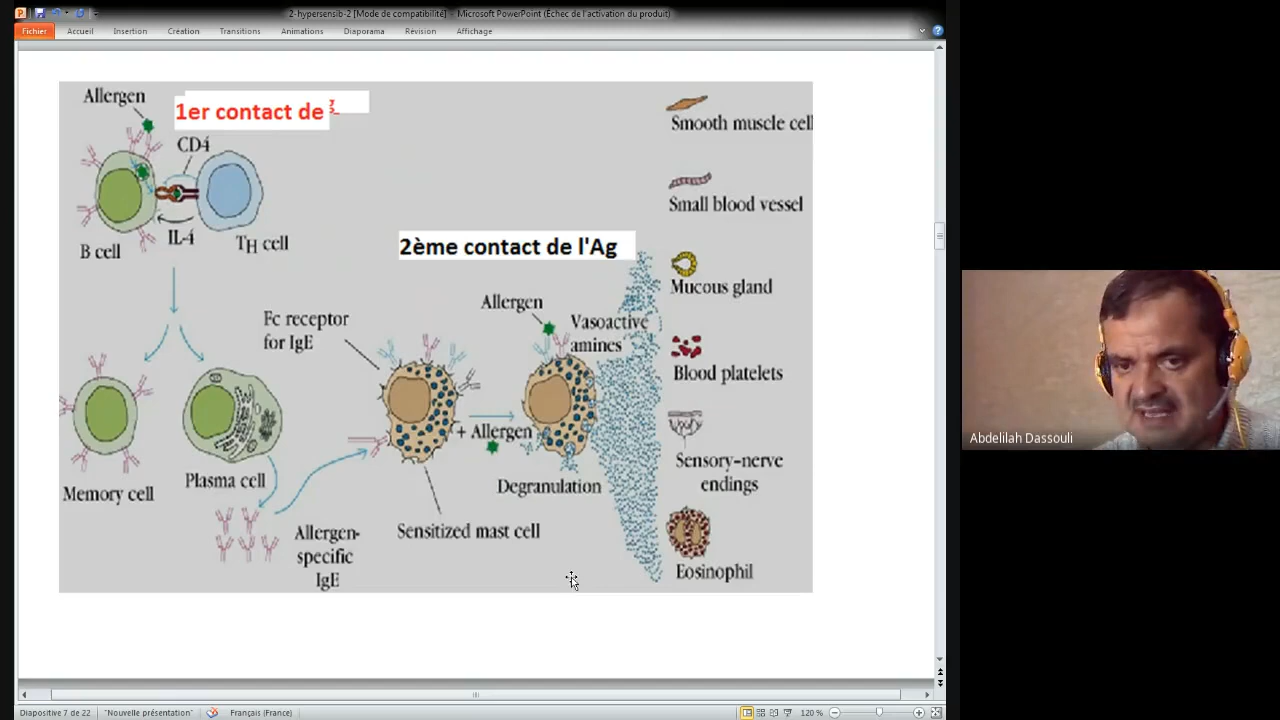 2-hypersensib-2 [Mode de compatibilité] - Microsoft PowerPoint (Échec de l'activation du produit)
Fichier Accueil Insertion Création Transitions Animations Diaporama Révision Affichage
Allergen
1er contact de
CD4
Smooth muscle cell
Small blood vessel
B cell
IL-4
TH cell
2ème contact de l'Ag
Mucous gland
Allergen
Vasoactive
amines
Fc receptor
for IgE
Blood platelets
+ Allergen
Sensory-nerve
endings
Memory cell
Plasma cell
Degranulation
Allergen-
specific
IgE
Sensitized mast cell
Eosinophil
Abdelilah Dassouli
Diapositive 7 de 22 "Nouvelle présentation" Français (France) 120 %